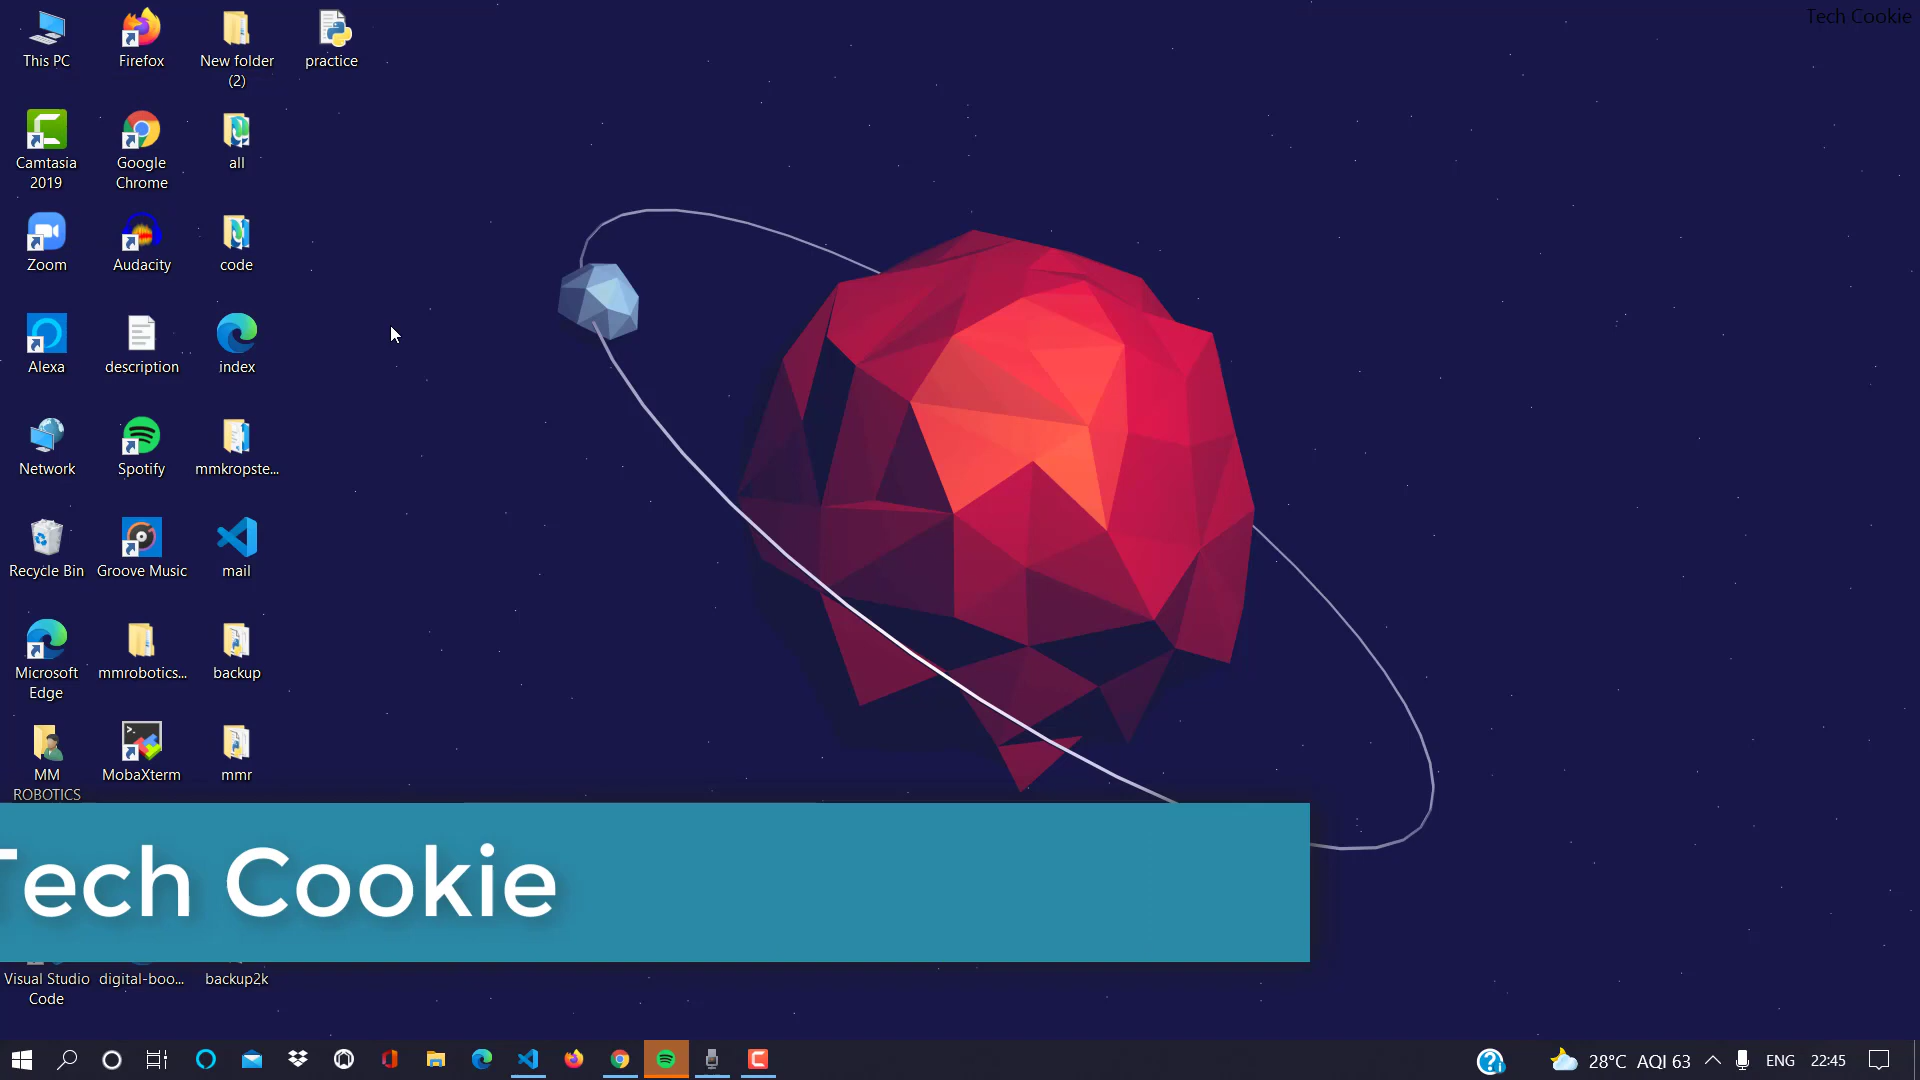 Tech Cookie
This PC
Firefox
New folder
(2)
practice
Camtasia
2019
Google
Chrome
all
Zoom
Audacity
code
Alexa
description
index
Network
Spotify
mmkropste...
Recycle Bin
Groove Music
mail
Microsoft
Edge
mmrobotics...
backup
MM
ROBOTICS
MobaXterm
mmr
Tech Cookie
Visual Studio
Code
digital-boo...
backup2k
28°C AQI 63
ENG
22:45